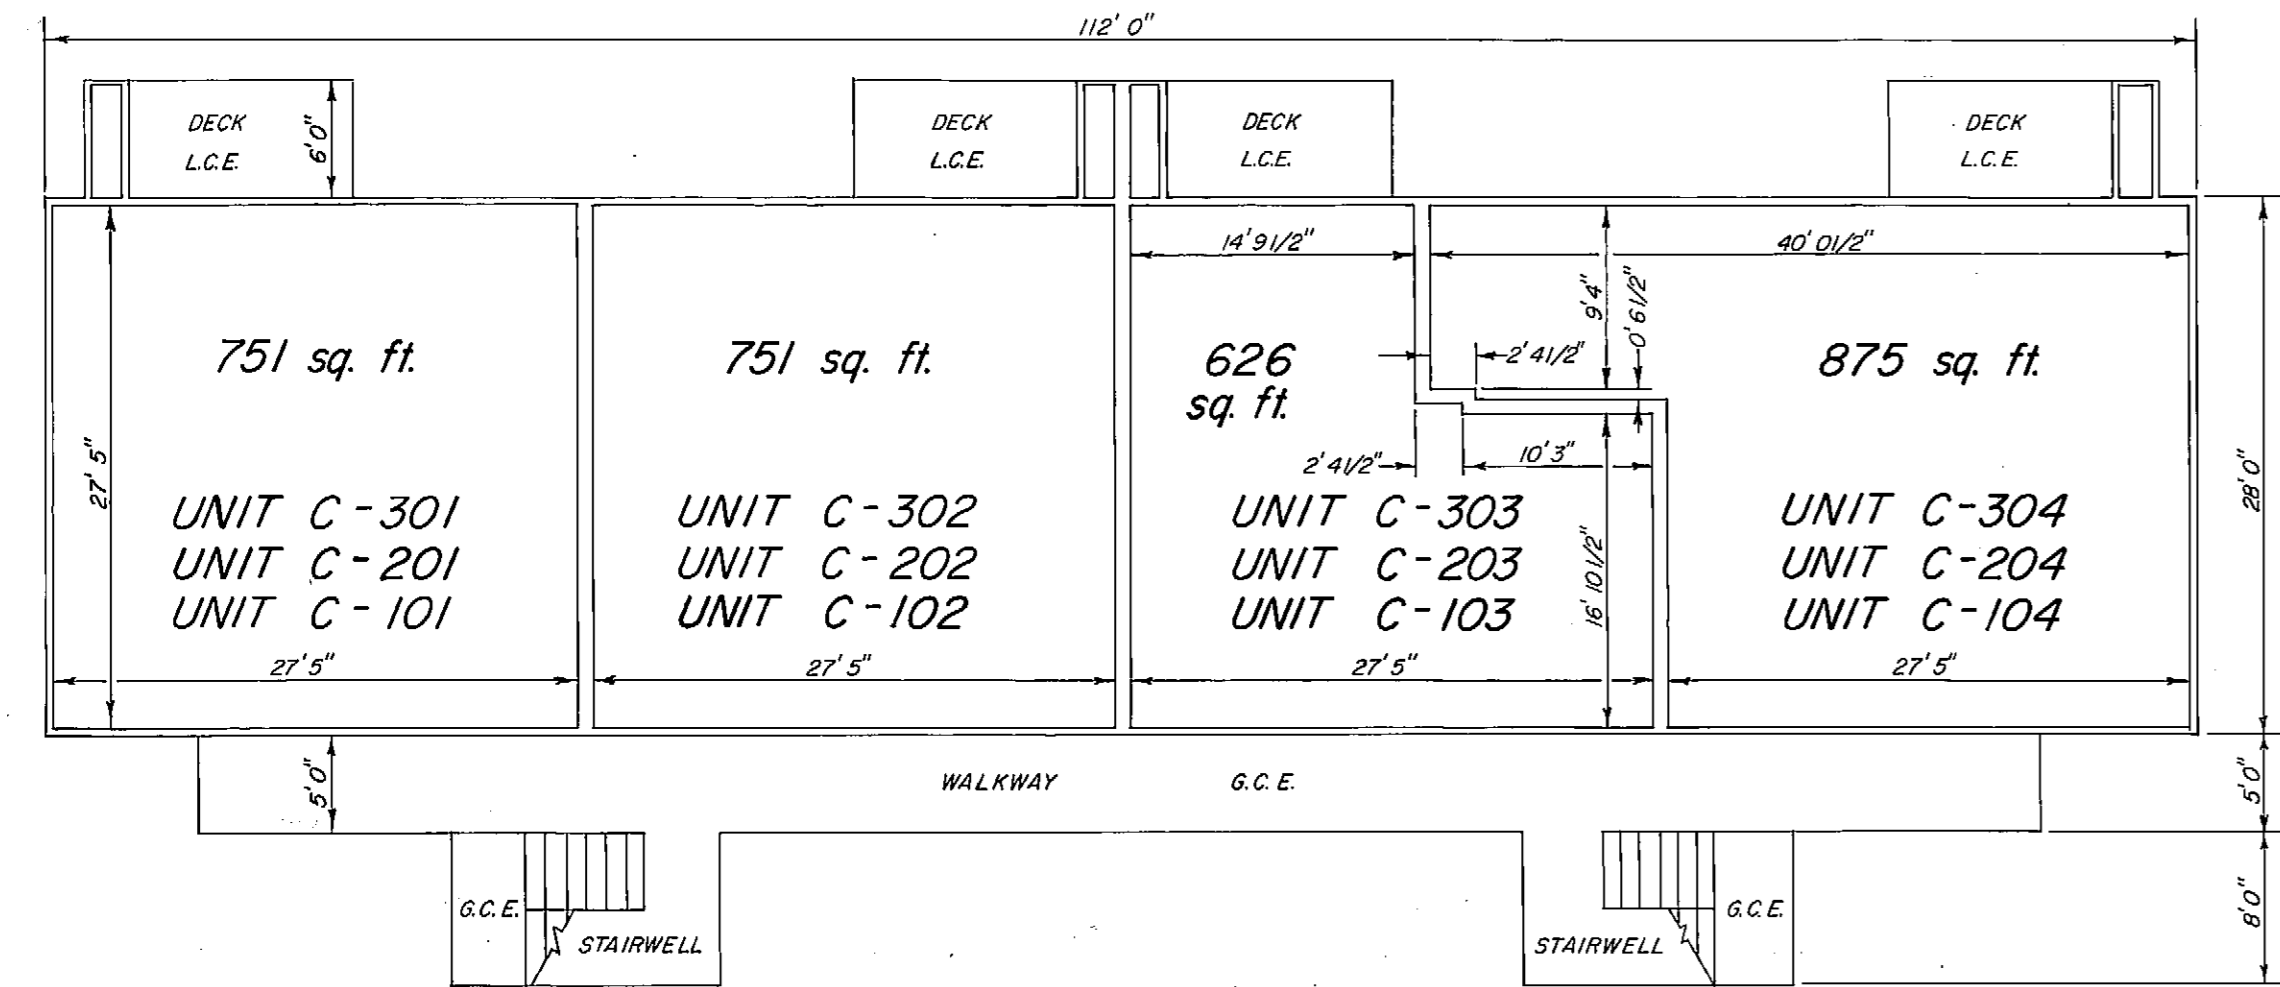 112' 0"
DECK
L.C.E.
6' 0"
DECK
L.C.E.
DECK
L.C.E.
DECK
L.C.E.
14' 9 1/2"
40' 0 1/2"
9' 4"
0' 6 1/2"
2' 4 1/2"
751 sq. ft.
751 sq. ft.
626
sq. ft.
875 sq. ft.
2' 4 1/2"
10' 3"
27' 5"
28' 0"
16' 10 1/2"
UNIT C-301
UNIT C-201
UNIT C-101
UNIT C-302
UNIT C-202
UNIT C-102
UNIT C-303
UNIT C-203
UNIT C-103
UNIT C-304
UNIT C-204
UNIT C-104
27' 5"
27' 5"
27' 5"
27' 5"
5' 0"
WALKWAY G.C.E.
5' 0"
G.C.E.
STAIRWELL
STAIRWELL
G.C.E.
8' 0"